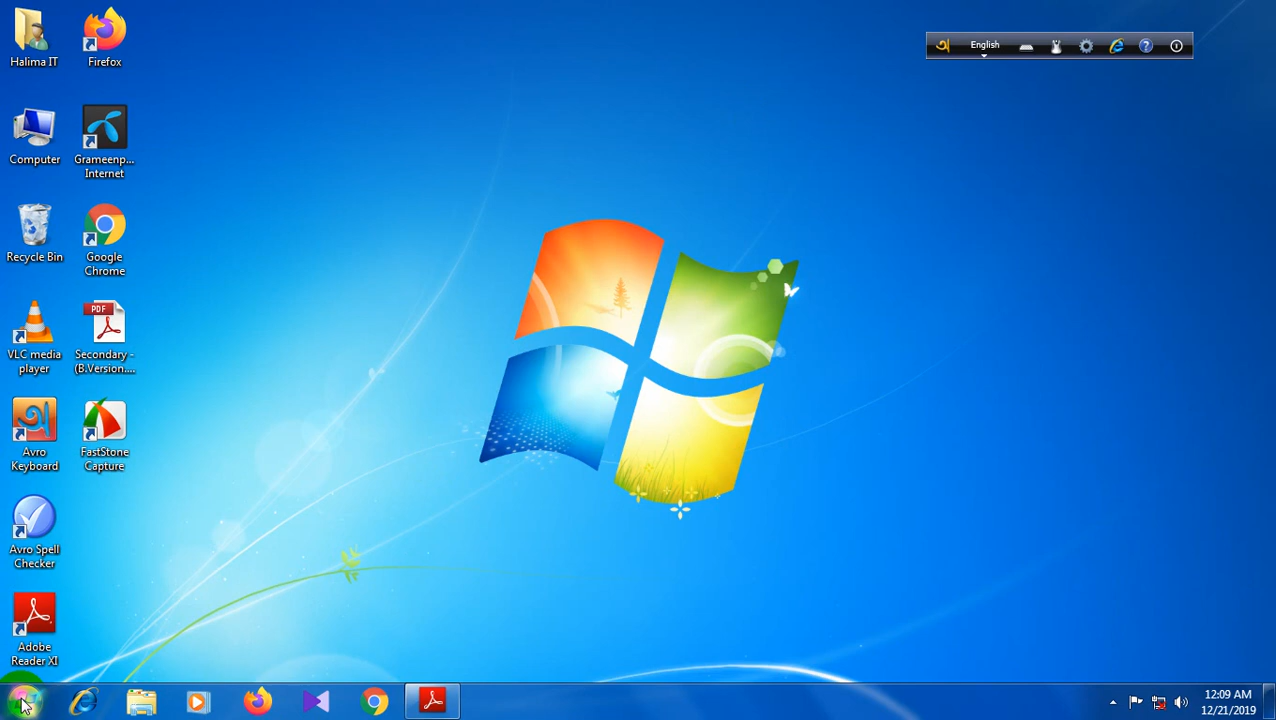 Halima IT
Firefox
English
Computer
Grameenp...
Internet
Recycle Bin
Google
Chrome
VLC media
player
PDF
Secondary -
(B.Version....
Avro
Keyboard
FastStone
Capture
Avro Spell
Checker
Adobe
Reader XI
12:09 AM
12/21/2019